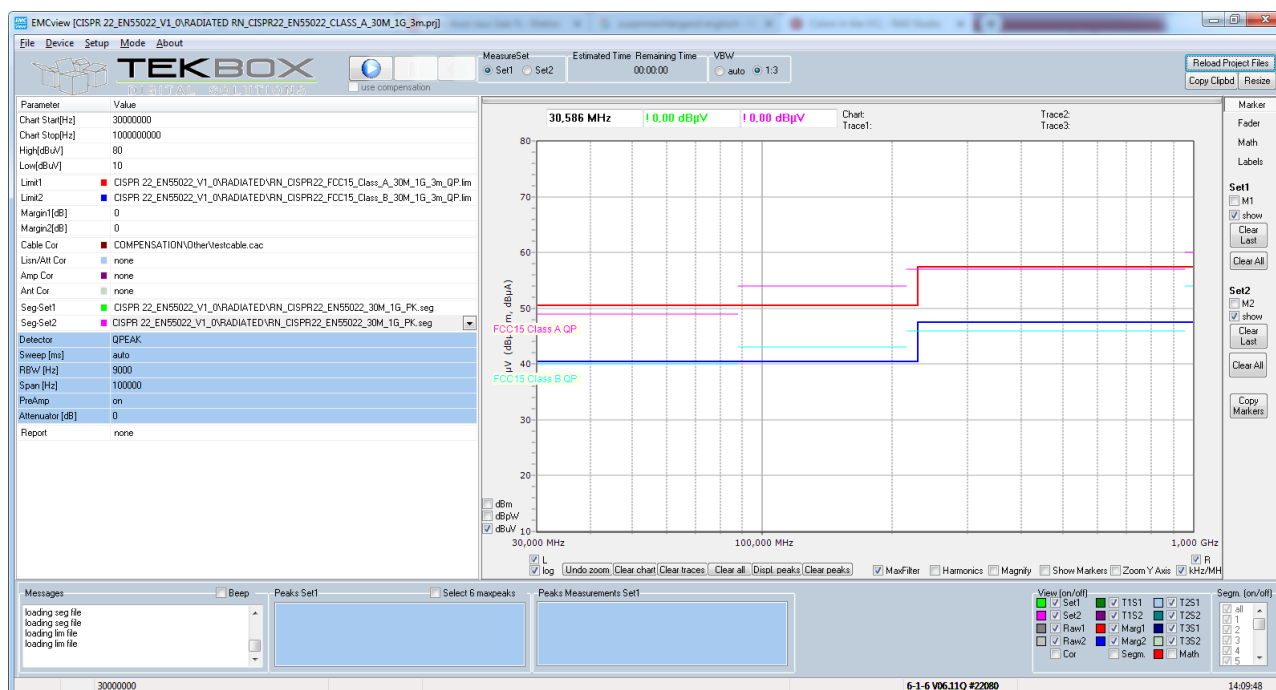 EMCview [CISPR 22_EN55022_V1_0\RADIATED RN_CISPR22_EN55022_CLASS_A_30M_1G_3m.prj]
File Device Setup Mode About
TEKBOX
DIGITAL SOLUTIONS
use compensation
MeasureSet
Set1 Set2
Estimated Time Remaining Time
00:00:00
VBW
auto 1:3
Reload Project Files
Copy Clipbd Resize
Parameter Value
Chart Start[Hz] 30000000
Chart Stop[Hz] 1000000000
High[dBuV] 80
Low[dBuV] 10
Limit1 CISPR 22_EN55022_V1_0\RADIATED\RN_CISPR22_FCC15_Class_A_30M_1G_3m_QP.lim
Limit2 CISPR 22_EN55022_V1_0\RADIATED\RN_CISPR22_FCC15_Class_B_30M_1G_3m_QP.lim
Margin1[dB] 0
Margin2[dB] 0
Cable Cor COMPENSATION\Other\testcable.cac
Lisn/Att Cor none
Amp Cor none
Ant Cor none
Seg-Set1 CISPR 22_EN55022_V1_0\RADIATED\RN_CISPR22_EN55022_30M_1G_PK.seg
Seg-Set2 CISPR 22_EN55022_V1_0\RADIATED\RN_CISPR22_EN55022_30M_1G_PK.seg
Detector QPEAK
Sweep [ms] auto
RBW [Hz] 9000
Span [Hz] 100000
PreAmp on
Attenuator [dB] 0
Report none
30,586 MHz ! 0,00 dBµV ! 0,00 dBµV
Chart:
Trace1:
Trace2:
Trace3:
80
70
60
50
40
30
20
10
FCC15 Class A QP
FCC15 Class B QP
30,000 MHz 100,000 MHz 1,000 GHz
dBm
dBpW
dBuV
L
log
Undo zoom Clear chart Clear traces Clear all Displ. peaks Clear peaks
MaxFilter Harmonics Magnify Show Markers Zoom Y Axis
R
kHz/MH
Marker
Fader
Math
Labels
Set1
M1
show
Clear Last
Clear All
Set2
M2
show
Clear Last
Clear All
Copy Markers
Messages Beep
loading seg file
loading seg file
loading lim file
loading lim file
Peaks Set1 Select 6 maxpeaks
Peaks Measurements Set1
View (on/off)
Set1 T1S1 T2S1
Set2 T1S2 T2S2
Raw1 Marg1 T3S1
Raw2 Marg2 T3S2
Cor Segm. Math
Segm. (on/off)
all
1
2
3
4
5
30000000 6-1-6 V06.11Q #22080 14:09:48